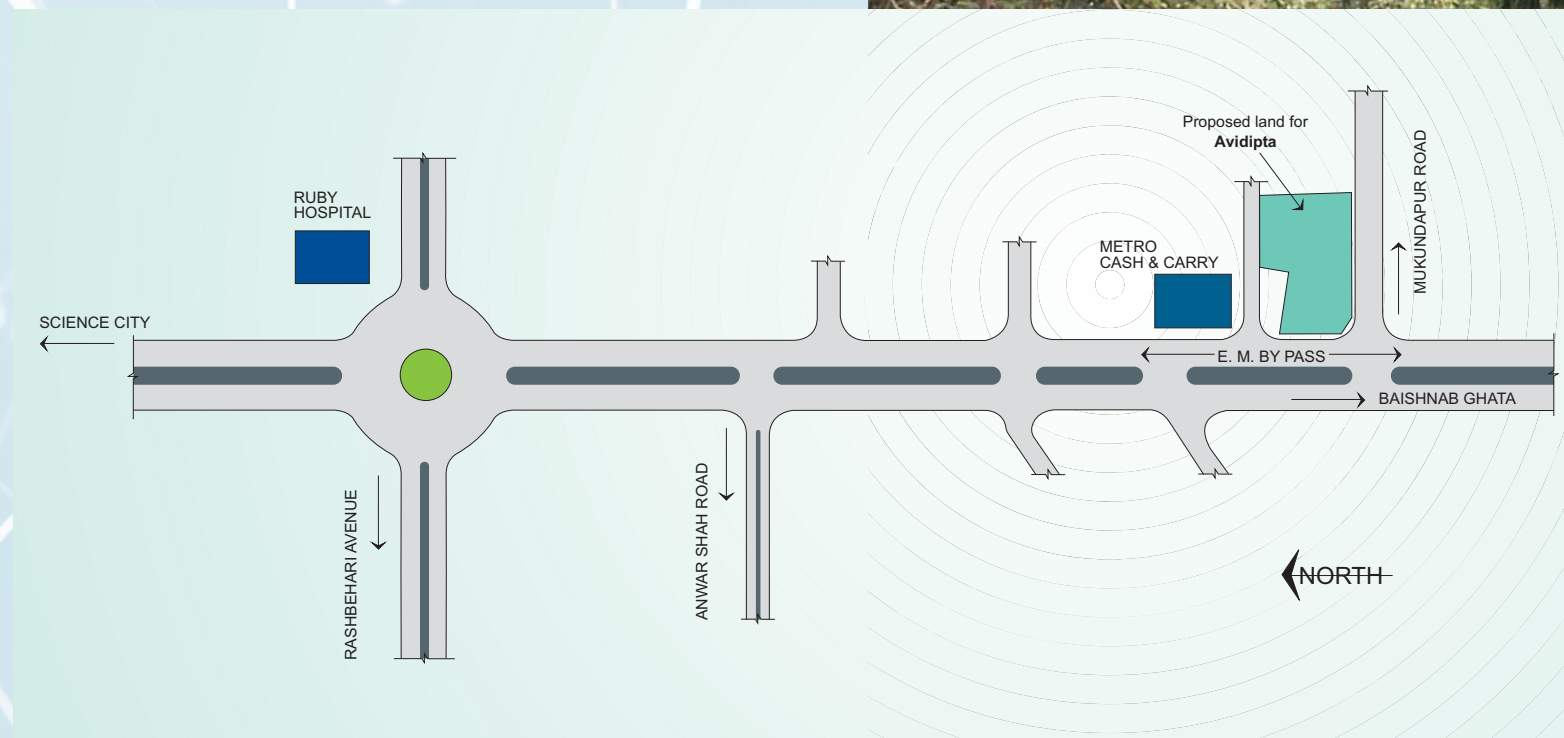 Proposed land for
Avidipta
MUKUNDAPUR ROAD
RUBY
HOSPITAL
METRO
CASH & CARRY
SCIENCE CITY
E. M. BY PASS
BAISHNAB GHATA
RASHBEHARI AVENUE
ANWAR SHAH ROAD
NORTH